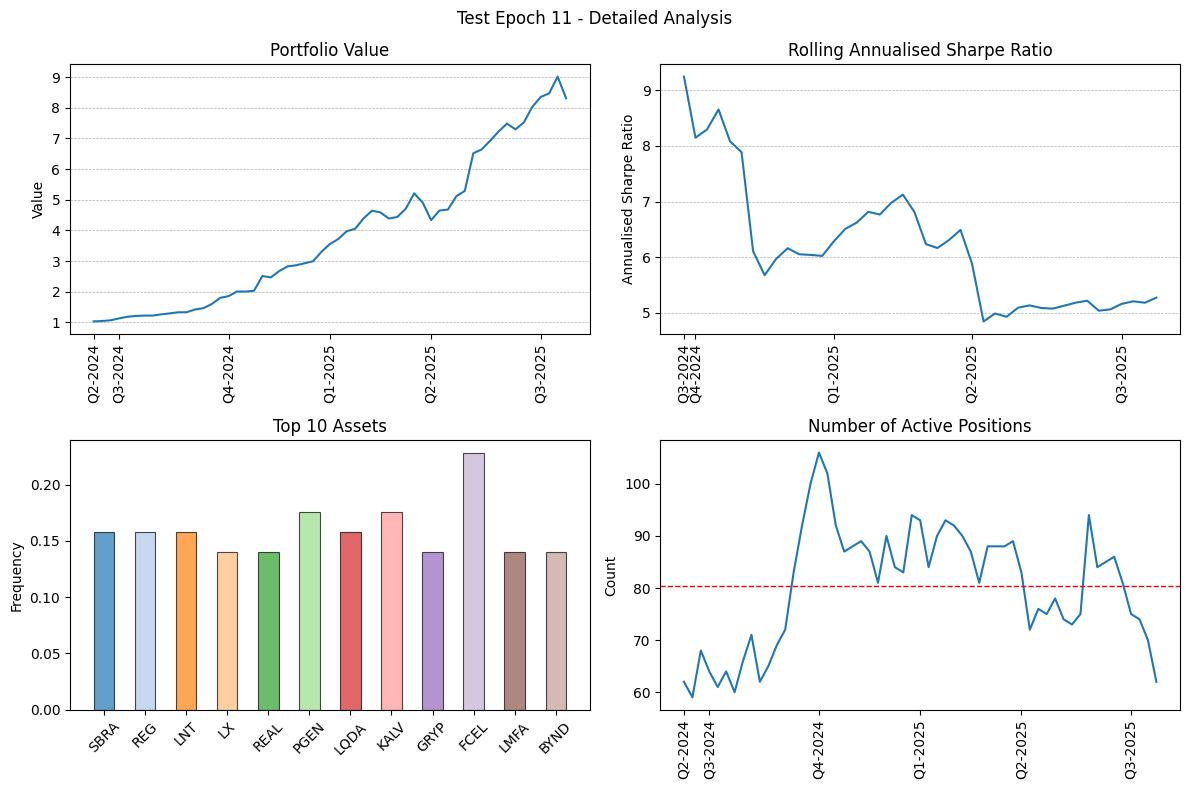 Test Epoch 11 - Detailed Analysis
Portfolio Value
Value
9
8
7
6
5
4
3
2
1
Q2-2024
Q3-2024
Q4-2024
Q1-2025
Q2-2025
Q3-2025
Rolling Annualised Sharpe Ratio
Annualised Sharpe Ratio
9
8
7
6
5
Q3-2024
Q4-2024
Q1-2025
Q2-2025
Q3-2025
Top 10 Assets
Frequency
0.20
0.15
0.10
0.05
0.00
SBRA
REG
LNT
LX
REAL
PGEN
LQDA
KALV
GRYP
FCEL
LMFA
BYND
Number of Active Positions
Count
100
90
80
70
60
Q2-2024
Q3-2024
Q4-2024
Q1-2025
Q2-2025
Q3-2025